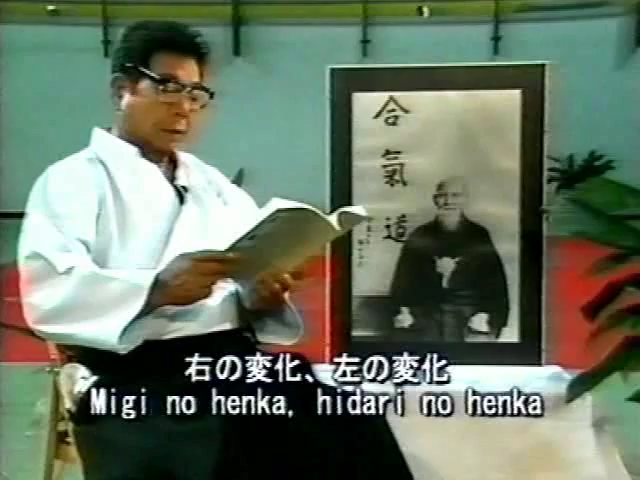 合
氣
道
右の変化、左の変化
Migi no henka, hidari no henka